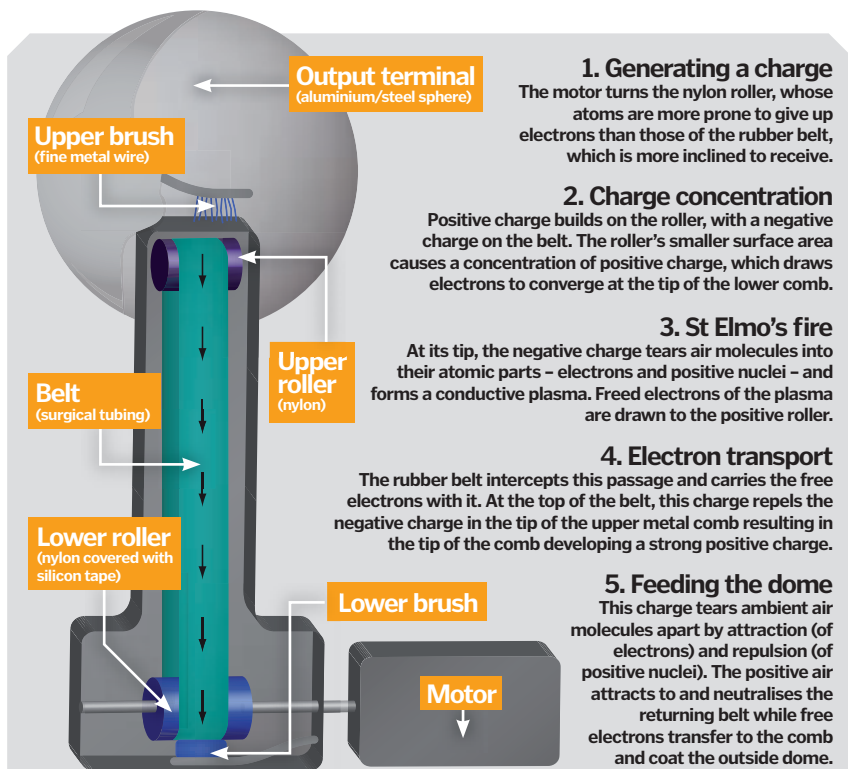 Output terminal
(aluminium/steel sphere)
Upper brush
(fine metal wire)
Upper
roller
(nylon)
Belt
(surgical tubing)
Lower roller
(nylon covered with
silicon tape)
Lower brush
Motor
1. Generating a charge
The motor turns the nylon roller, whose
atoms are more prone to give up
electrons than those of the rubber belt,
which is more inclined to receive.
2. Charge concentration
Positive charge builds on the roller, with a negative
charge on the belt. The roller's smaller surface area
causes a concentration of positive charge, which draws
electrons to converge at the tip of the lower comb.
3. St Elmo's fire
At its tip, the negative charge tears air molecules into
their atomic parts – electrons and positive nuclei – and
forms a conductive plasma. Freed electrons of the plasma
are drawn to the positive roller.
4. Electron transport
The rubber belt intercepts this passage and carries the free
electrons with it. At the top of the belt, this charge repels the
negative charge in the tip of the upper metal comb resulting in
the tip of the comb developing a strong positive charge.
5. Feeding the dome
This charge tears ambient air
molecules apart by attraction (of
electrons) and repulsion (of
positive nuclei). The positive air
attracts to and neutralises the
returning belt while free
electrons transfer to the comb
and coat the outside dome.